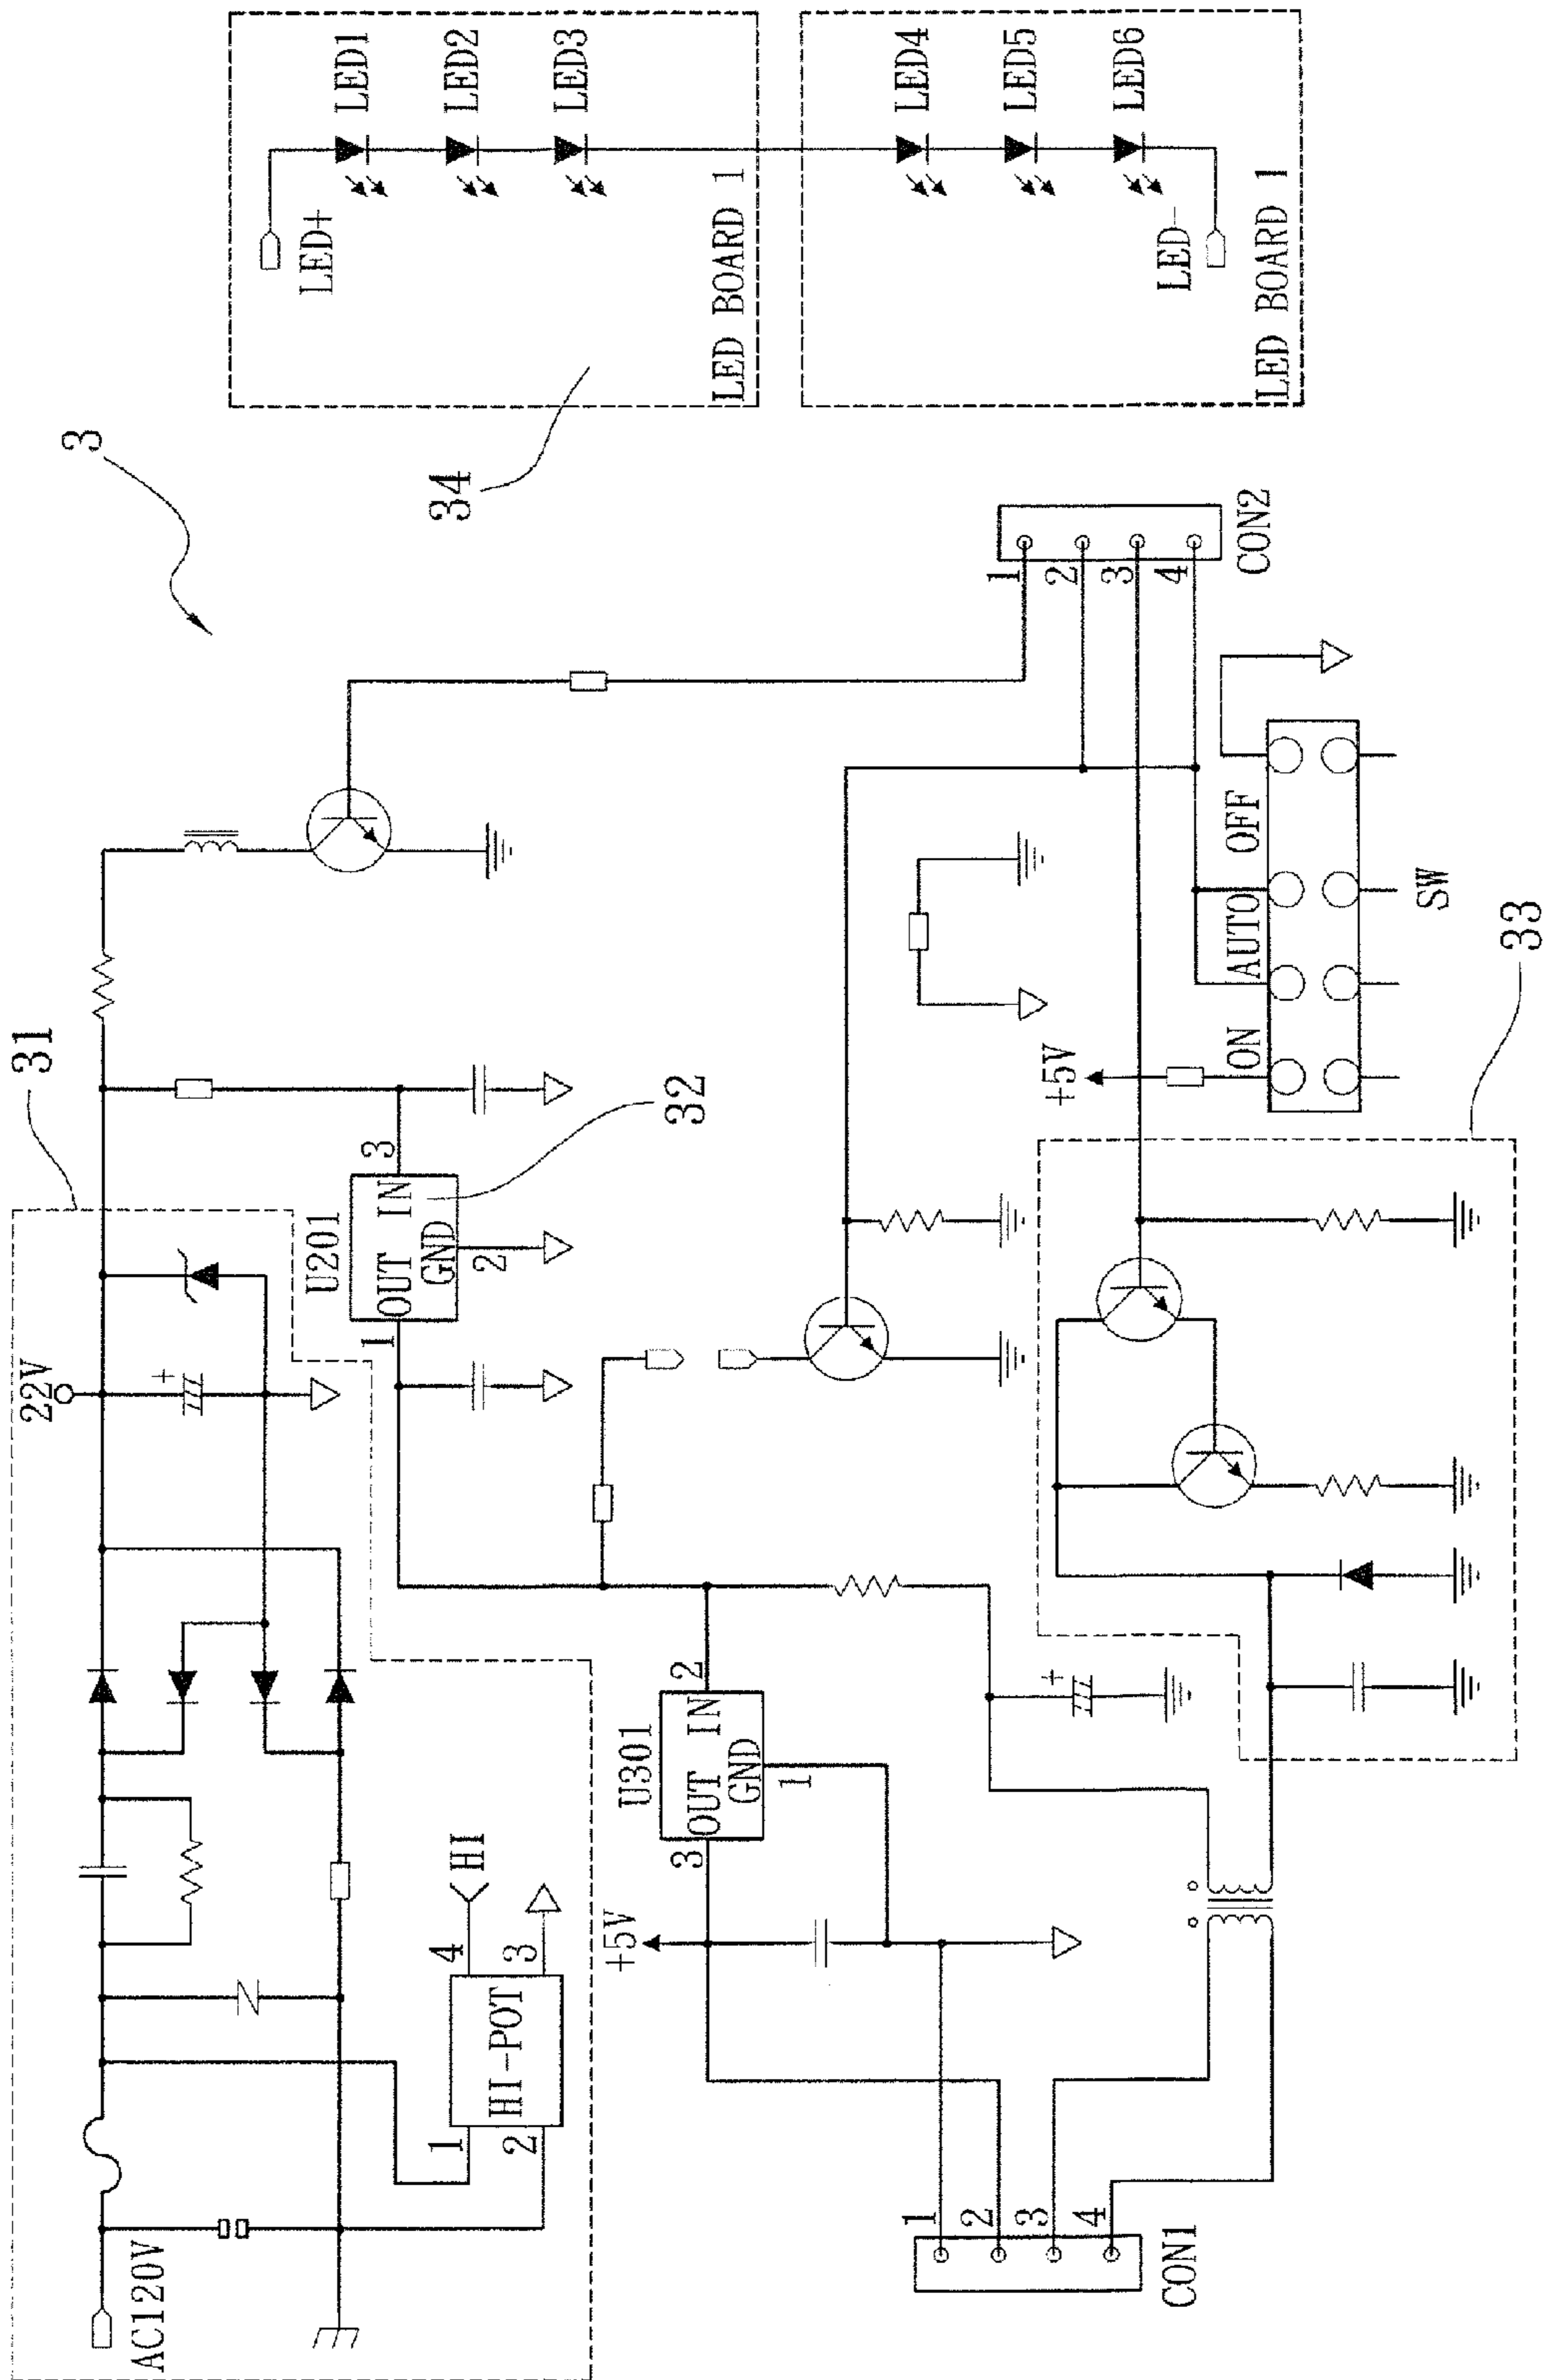 3
LED+
LED1
LED2
LED3
LED BOARD 1
34
LED4
LED5
LED6
LED-
LED BOARD 1
31
22V
AC120V
HI-POT
1
2
3
4
HI
U201
OUT IN
GND
1
2
3
32
U301
OUT IN
GND
3
2
1
+5V
CON1
1
2
3
4
CON2
1
2
3
4
+5V
ON
AUTO
OFF
SW
33